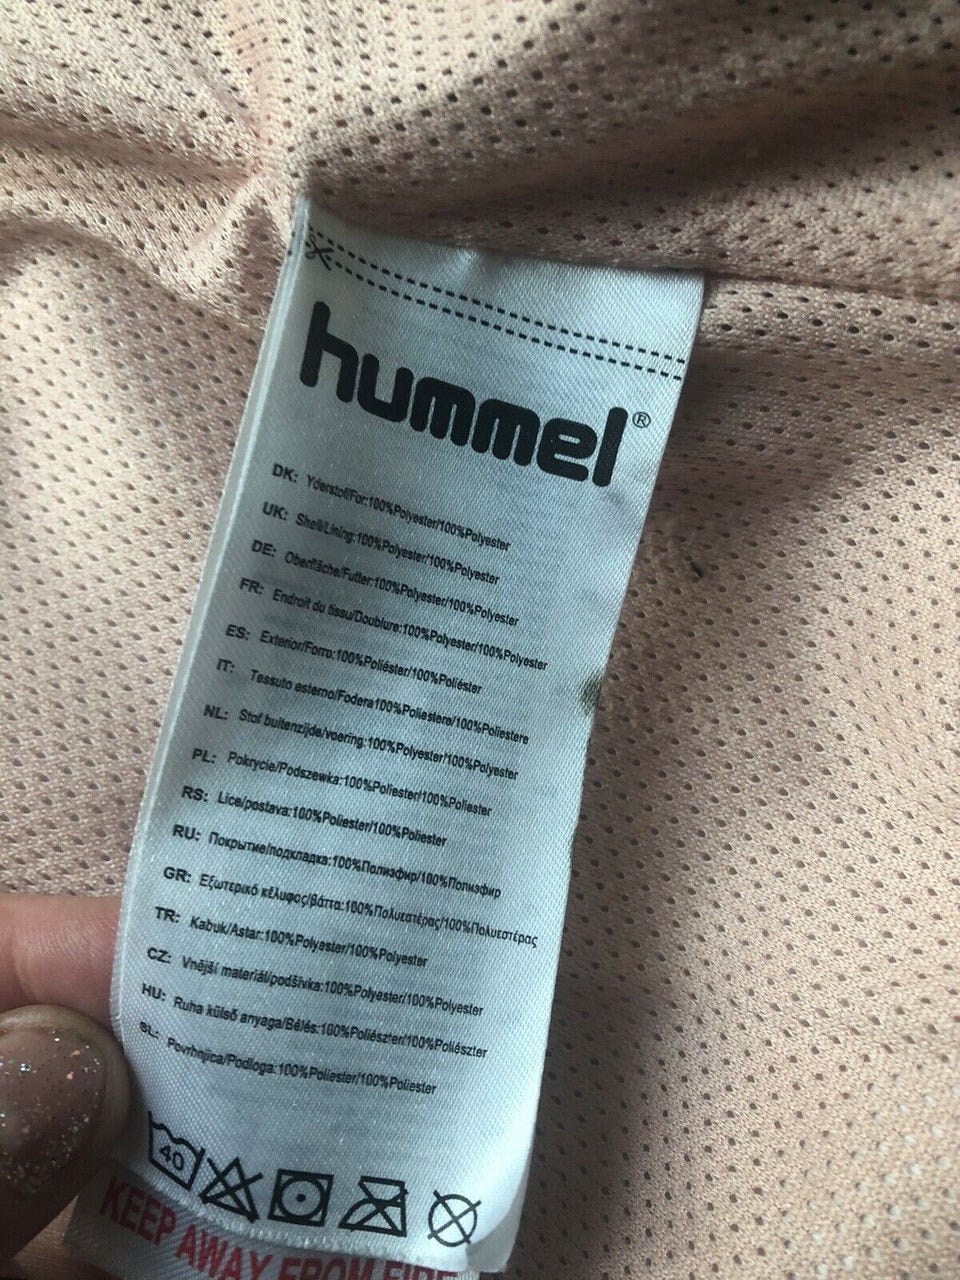 hummel®
DK: Yderstof/For:100%Polyester/100%Polyester
UK: Shell/Lining:100%Polyester/100%Polyester
DE: Oberfläche/Futter:100%Polyester/100%Polyester
FR: Endroit du tissu/Doublure:100%Polyester/100%Polyester
ES: Exterior/Forro:100%Poliéster/100%Poliéster
IT: Tessuto esterno/Fodera100%Poliestere/100%Poliestere
NL: Stof buitenzijde/voering:100%Polyester/100%Polyester
PL: Pokrycie/Podszewka:100%Poliester/100%Poliester
RS: Lice/postava:100%Poliester/100%Poliester
RU: Покрытие/подкладка:100%Полиэфир/100%Полиэфир
GR: Εξωτερικό κέλυφος/βάττα:100%Πολυεστέρας/100%Πολυεστέρας
TR: Kabuk/Astar:100%Polyester/100%Polyester
CZ: Vnější materiál/podšívka:100%Polyester/100%Polyester
HU: Ruha külső anyaga/Bélés:100%Poliészter/100%Poliészter
SL: Povrhnjica/Podloga:100%Poliester/100%Poliester
40
KEEP AWAY FROM FIRE